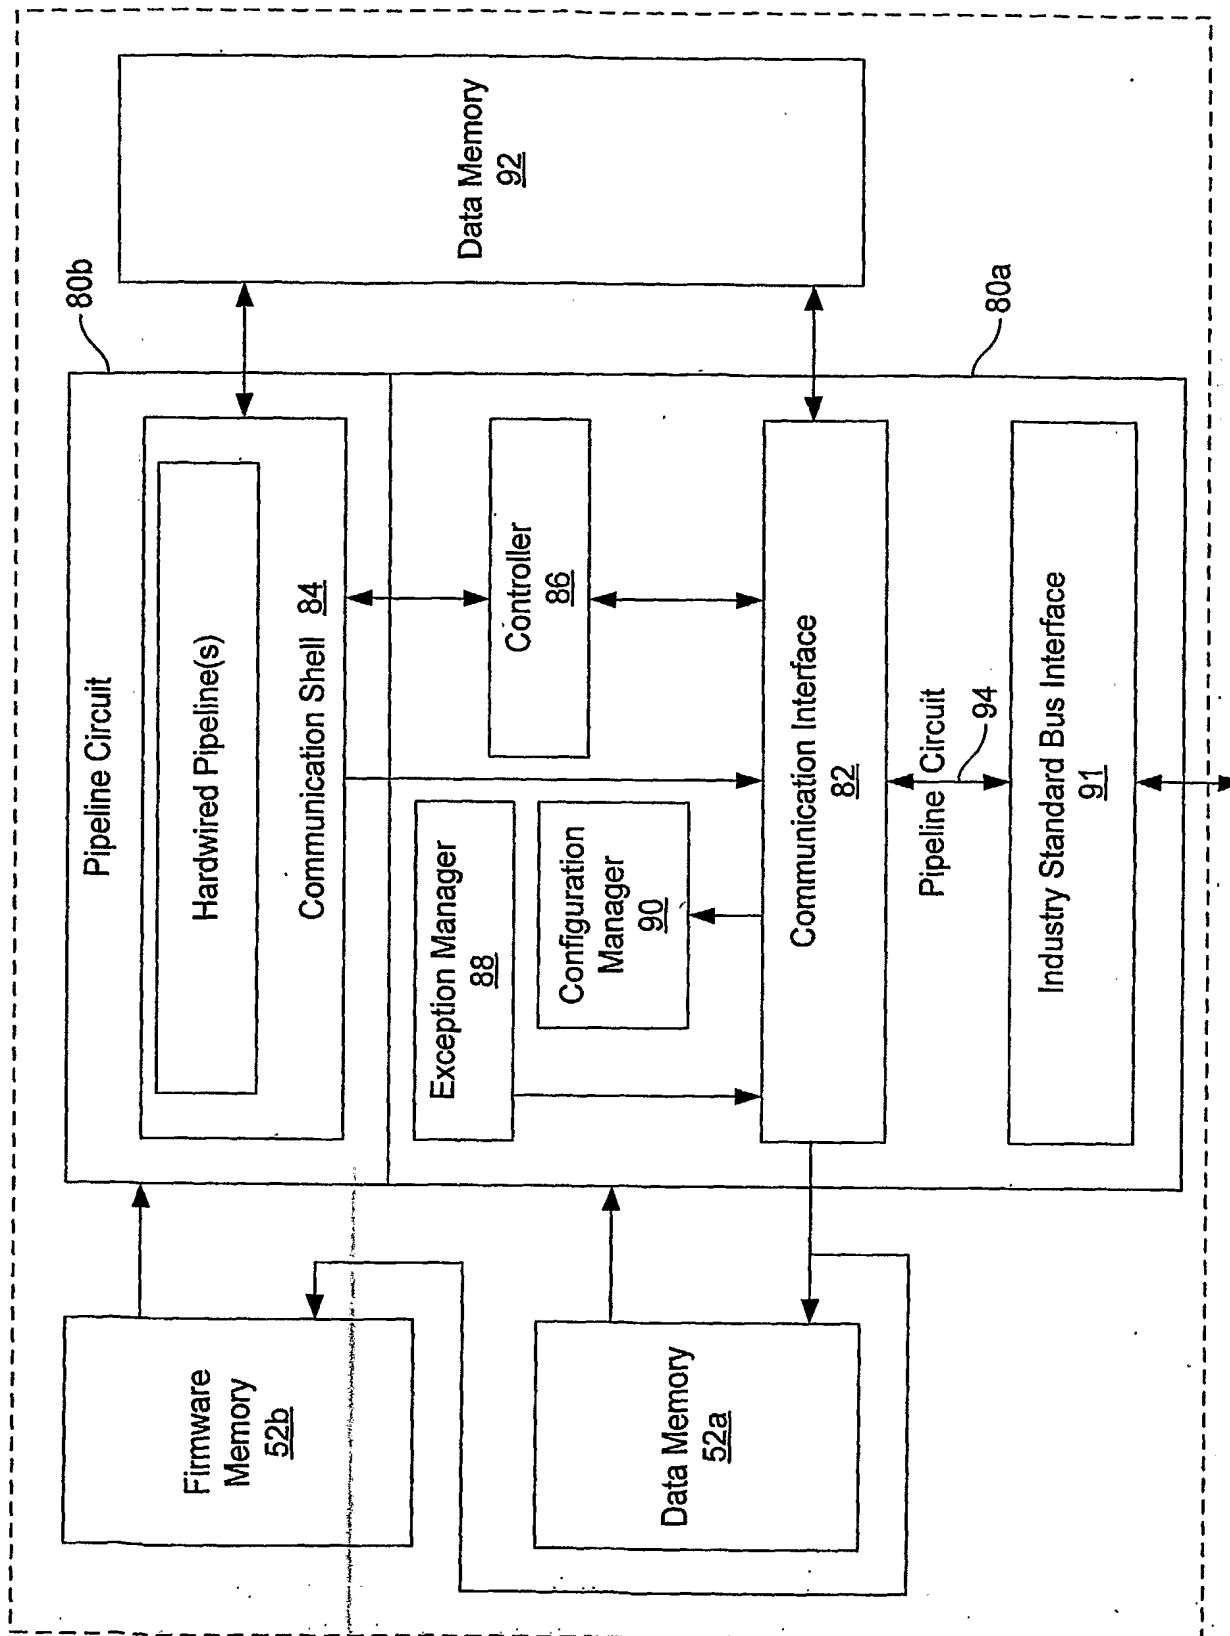 80b
Pipeline Circuit
Hardwired Pipeline(s)
Communication Shell 84
Firmware
Memory
52b
Data Memory
92
Exception Manager
88
Configuration
Manager
90
Controller
86
Communication Interface
82
Data Memory
52a
80a
Pipeline Circuit
94
Industry Standard Bus Interface
91